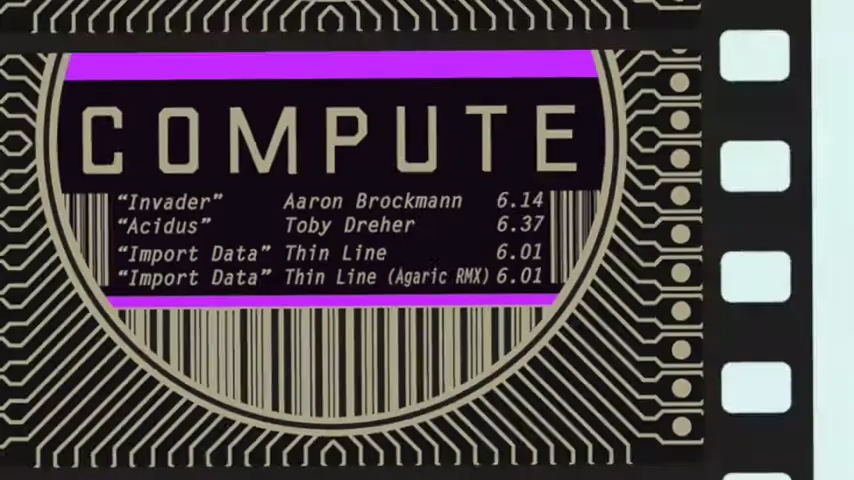 COMPUTE
“Invader” Aaron Brockmann 6.14
“Acidus” Toby Dreher 6.37
“Import Data” Thin Line 6.01
“Import Data” Thin Line (Agaric RMX) 6.01